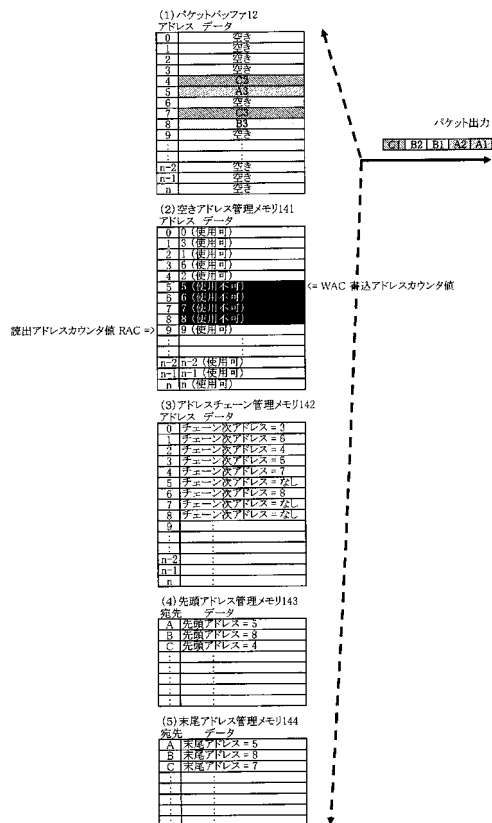 (1)パケットバッファ12
アドレス データ
0 空き
1 空き
2 空き
3 空き
4 C2
5 A3
6 空き
7 C3
8 B3
9 空き
: :
: :
n-2 空き
n-1 空き
n 空き
パケット出力
C1 B2 B1 A2 A1
(2)空きアドレス管理メモリ141
アドレス データ
0 0 (使用可)
1 3 (使用可)
2 1 (使用可)
3 6 (使用可)
4 2 (使用可)
5 5 (使用不可) <= WAC 書込アドレスカウンタ値
6 6 (使用不可)
7 7 (使用不可)
8 8 (使用不可)
読出アドレスカウンタ値 RAC => 9 9 (使用可)
: :
: :
n-2 n-2 (使用可)
n-1 n-1 (使用可)
n n (使用可)
(3)アドレスチェーン管理メモリ142
アドレス データ
0 チェーン次アドレス = 3
1 チェーン次アドレス = 6
2 チェーン次アドレス = 4
3 チェーン次アドレス = 5
4 チェーン次アドレス = 7
5 チェーン次アドレス = なし
6 チェーン次アドレス = 8
7 チェーン次アドレス = なし
8 チェーン次アドレス = なし
9 :
: :
: :
n-2
n-1
n
(4)先頭アドレス管理メモリ143
宛先 データ
A 先頭アドレス = 5
B 先頭アドレス = 8
C 先頭アドレス = 4
: :
: :
: :
: :
: :
(5)末尾アドレス管理メモリ144
宛先 データ
A 末尾アドレス = 5
B 末尾アドレス = 8
C 末尾アドレス = 7
: :
: :
: :
: :
: :